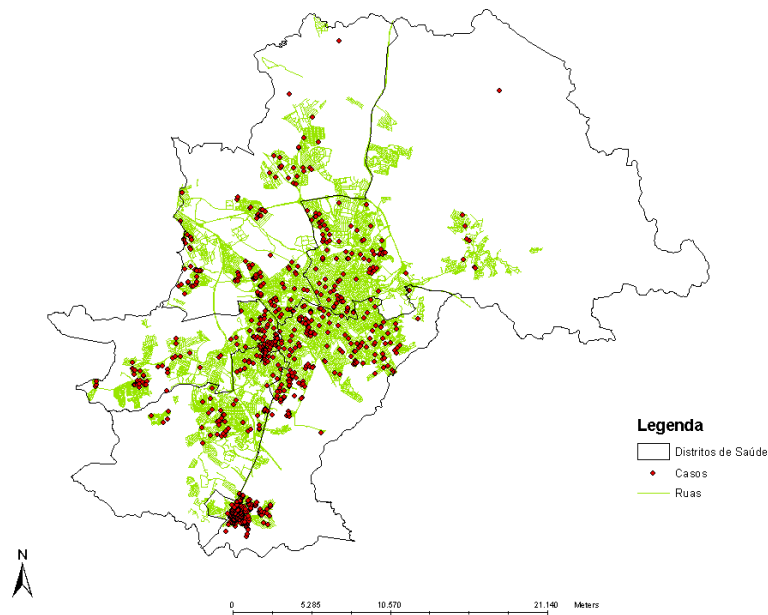 Legenda
Distritos de Saúde
Casos
Ruas
N
0 5.285 10.570 21.140 Meters